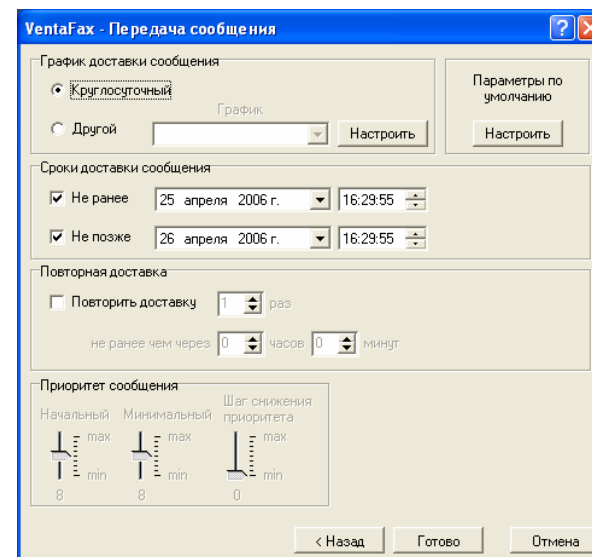 VentaFax - Передача сообщения
График доставки сообщения
Круглосуточный
График
Другой
Настроить
Параметры по
умолчанию
Настроить
Сроки доставки сообщения
Не ранее 25 апреля 2006 г. 16:29:55
Не позже 26 апреля 2006 г. 16:29:55
Повторная доставка
Повторить доставку 1 раз
не ранее чем через 0 часов 0 минут
Приоритет сообщения
Начальный Минимальный Шаг снижения
приоритета
max max max
min min min
8 8 0
< Назад Готово Отмена